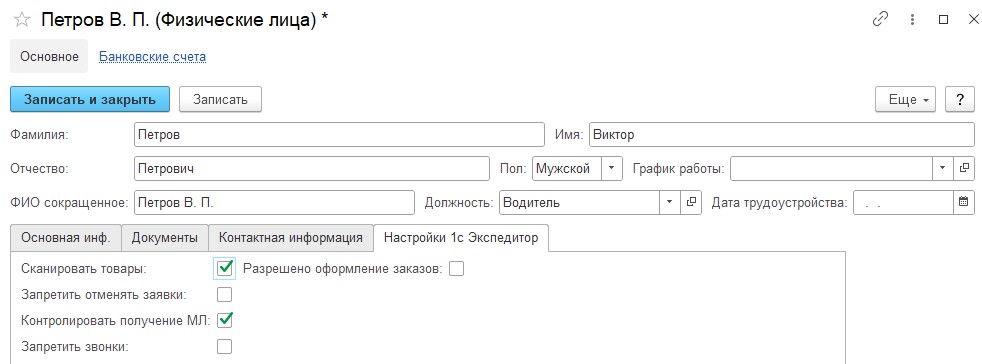 Петров В. П. (Физические лица) *
Основное Банковские счета
Записать и закрыть Записать Еще ?
Фамилия: Петров Имя: Виктор
Отчество: Петрович Пол: Мужской График работы:
ФИО сокращенное: Петров В. П. Должность: Водитель Дата трудоустройства: . .
Основная инф. Документы Контактная информация Настройки 1с Экспедитор
Сканировать товары: Разрешено оформление заказов:
Запретить отменять заявки:
Контролировать получение МЛ:
Запретить звонки: